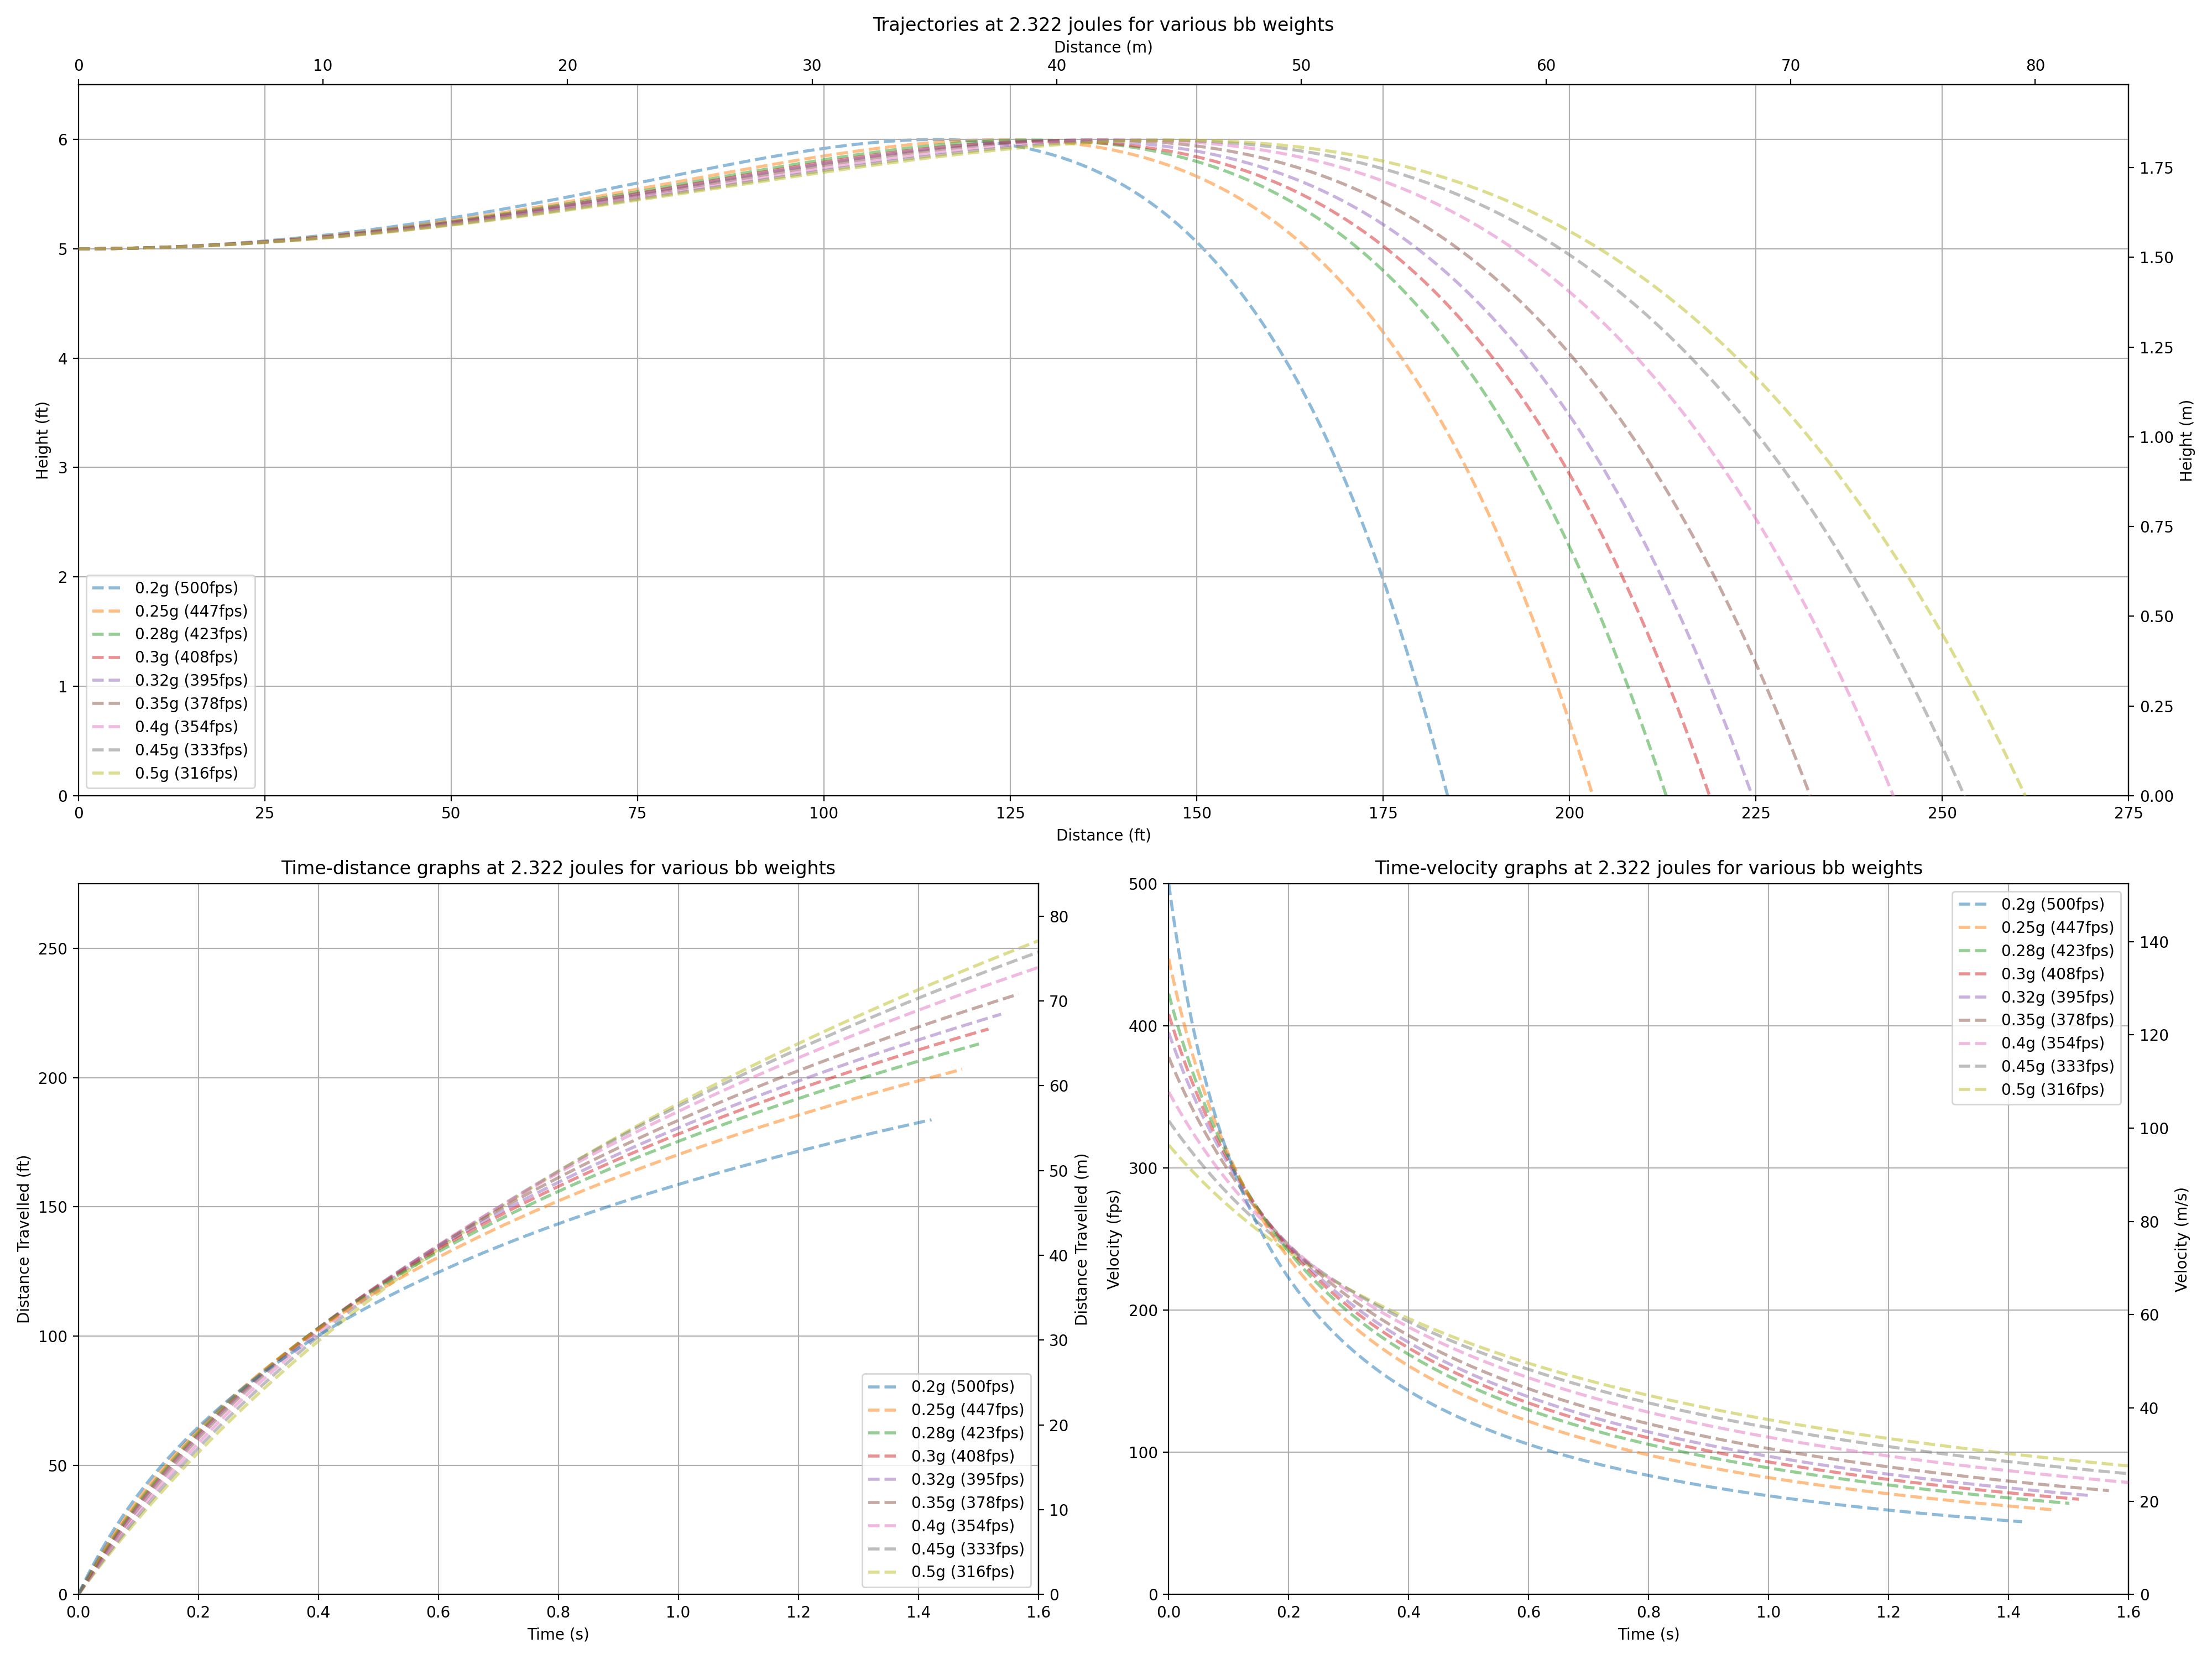 Trajectories at 2.322 joules for various bb weights
Distance (m)
0 10 20 30 40 50 60 70 80
6
5
4
3
2
1
0
Height (ft)
1.75
1.50
1.25
1.00
0.75
0.50
0.25
0.00
Height (m)
0.2g (500fps)
0.25g (447fps)
0.28g (423fps)
0.3g (408fps)
0.32g (395fps)
0.35g (378fps)
0.4g (354fps)
0.45g (333fps)
0.5g (316fps)
0 25 50 75 100 125 150 175 200 225 250 275
Distance (ft)
Time-distance graphs at 2.322 joules for various bb weights
250
200
150
100
50
0
Distance Travelled (ft)
80
70
60
50
40
30
20
10
0
Distance Travelled (m)
0.2g (500fps)
0.25g (447fps)
0.28g (423fps)
0.3g (408fps)
0.32g (395fps)
0.35g (378fps)
0.4g (354fps)
0.45g (333fps)
0.5g (316fps)
0.0 0.2 0.4 0.6 0.8 1.0 1.2 1.4 1.6
Time (s)
Time-velocity graphs at 2.322 joules for various bb weights
500
400
300
200
100
0
Velocity (fps)
140
120
100
80
60
40
20
0
Velocity (m/s)
0.2g (500fps)
0.25g (447fps)
0.28g (423fps)
0.3g (408fps)
0.32g (395fps)
0.35g (378fps)
0.4g (354fps)
0.45g (333fps)
0.5g (316fps)
0.0 0.2 0.4 0.6 0.8 1.0 1.2 1.4 1.6
Time (s)